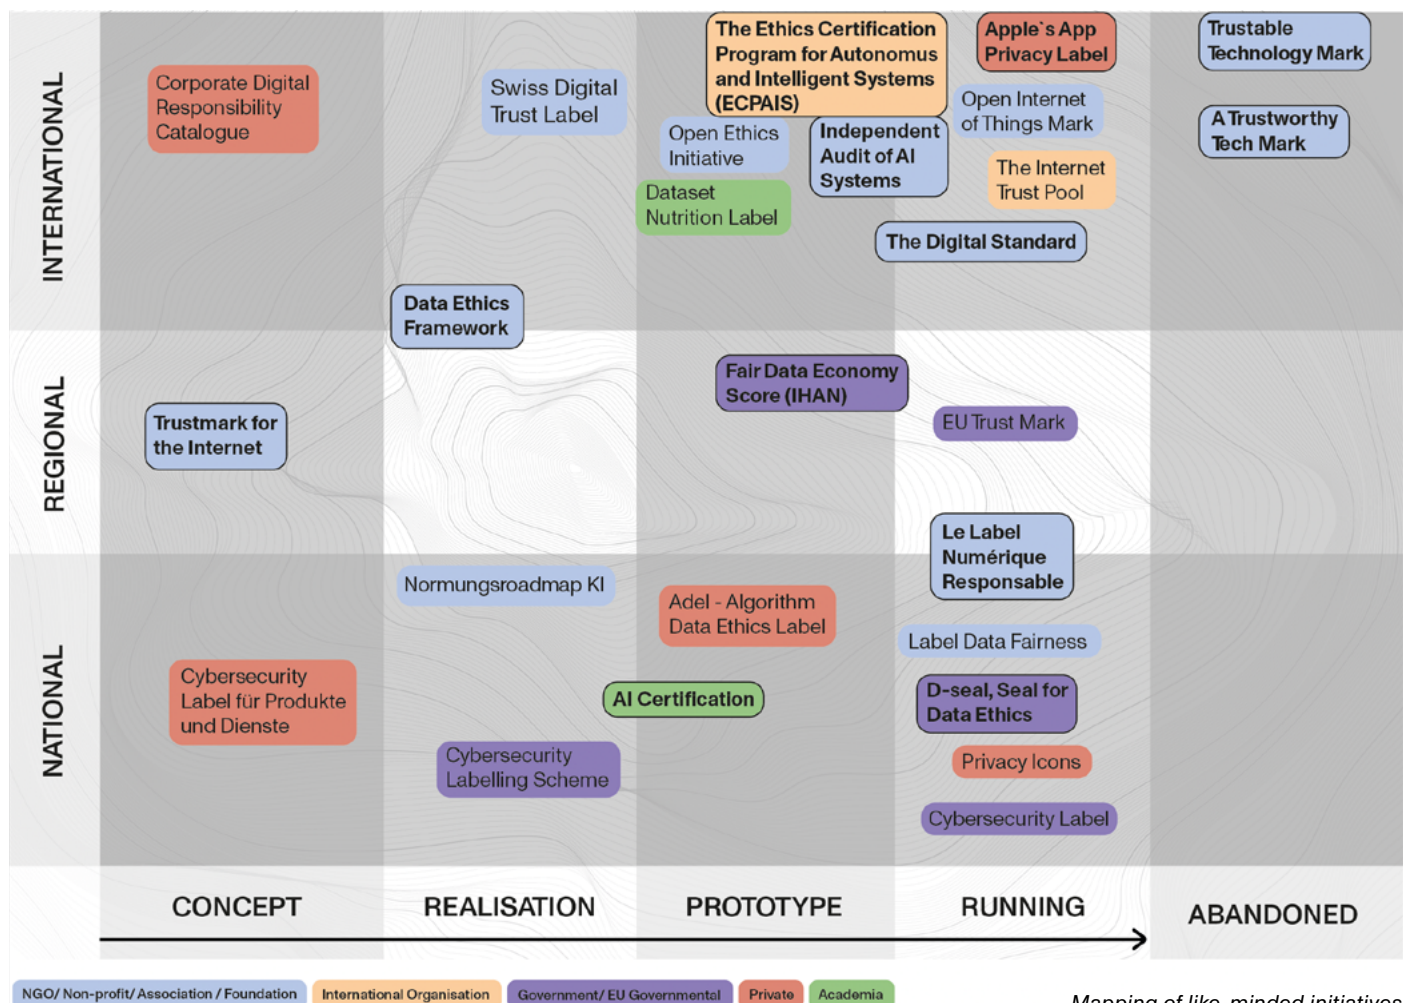 INTERNATIONAL
Corporate Digital
Responsibility
Catalogue
Swiss Digital
Trust Label
The Ethics Certification
Program for Autonomus
and Intelligent Systems
(ECPAIS)
Open Ethics
Initiative
Independent
Audit of AI
Systems
Dataset
Nutrition Label
Apple`s App
Privacy Label
Open Internet
of Things Mark
The Internet
Trust Pool
The Digital Standard
Trustable
Technology Mark
A Trustworthy
Tech Mark
Data Ethics
Framework
REGIONAL
Trustmark for
the Internet
Fair Data Economy
Score (IHAN)
EU Trust Mark
Le Label
Numérique
Responsable
NATIONAL
Normungsroadmap KI
Adel - Algorithm
Data Ethics Label
Label Data Fairness
Cybersecurity
Label für Produkte
und Dienste
AI Certification
D-seal, Seal for
Data Ethics
Cybersecurity
Labelling Scheme
Privacy Icons
Cybersecurity Label
CONCEPT
REALISATION
PROTOTYPE
RUNNING
ABANDONED
NGO/ Non-profit/ Association / Foundation
International Organisation
Government/ EU Governmental
Private
Academia
Mapping of like-minded initiatives